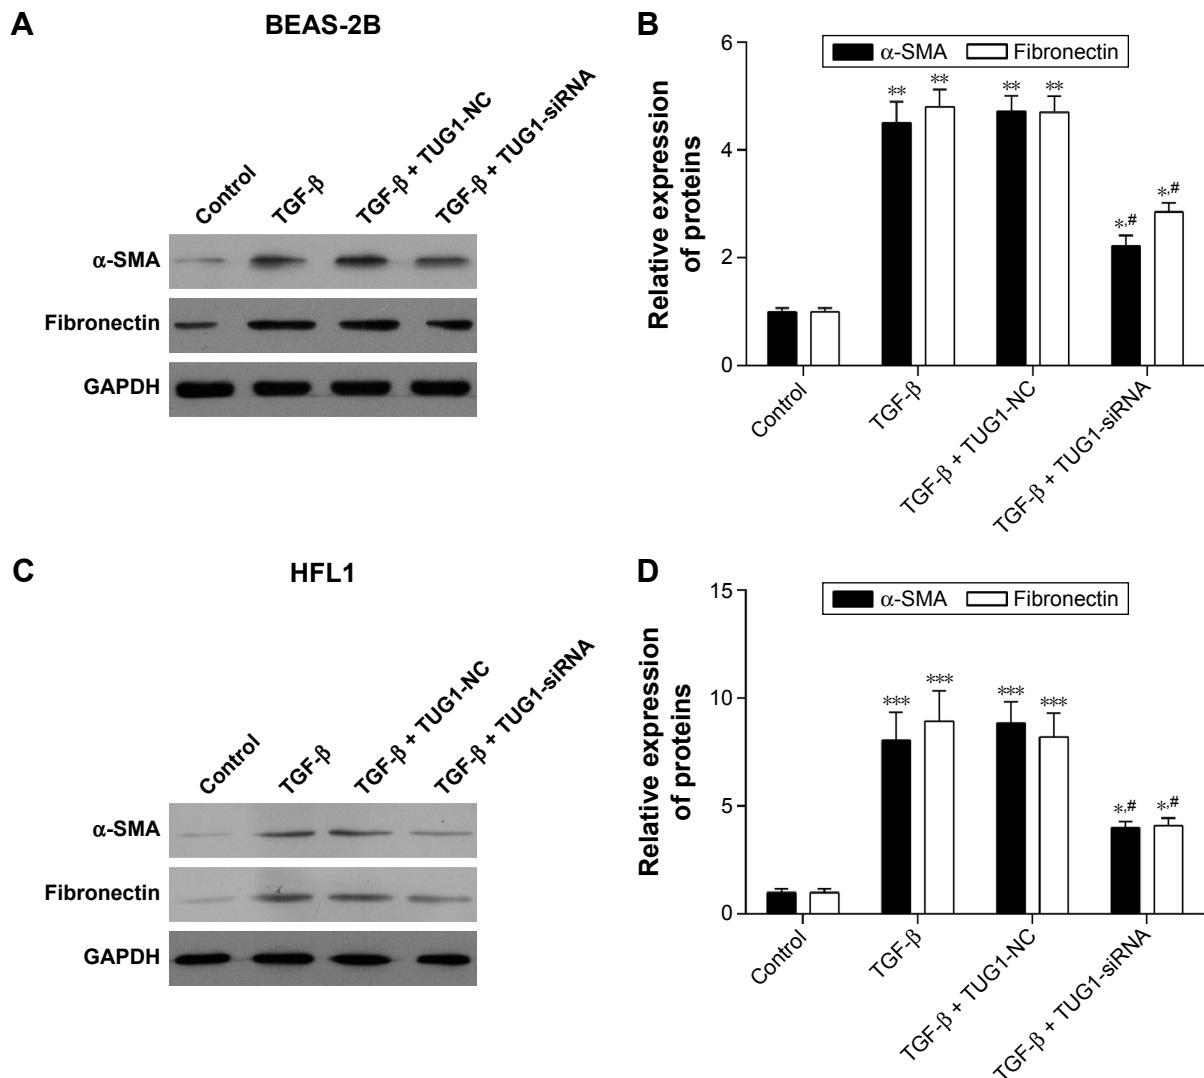 A
BEAS-2B
Control
TGF-β
TGF-β + TUG1-NC
TGF-β + TUG1-siRNA
α-SMA
Fibronectin
GAPDH
B
α-SMA
Fibronectin
Relative expression
of proteins
6
4
2
0
**
**
**
**
*,#
*,#
Control
TGF-β
TGF-β + TUG1-NC
TGF-β + TUG1-siRNA
C
HFL1
Control
TGF-β
TGF-β + TUG1-NC
TGF-β + TUG1-siRNA
α-SMA
Fibronectin
GAPDH
D
α-SMA
Fibronectin
Relative expression
of proteins
15
10
5
0
***
***
***
***
*,#
*,#
Control
TGF-β
TGF-β + TUG1-NC
TGF-β + TUG1-siRNA